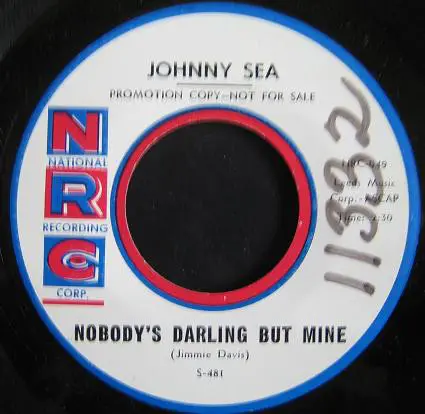 JOHNNY SEA
PROMOTION COPY—NOT FOR SALE
N
NATIONAL
R
RECORDING
C
CORP.
NRC-049
Leeds Music
Corp.-ASCAP
Time: 2:30
11332
NOBODY'S DARLING BUT MINE
(Jimmie Davis)
S-481